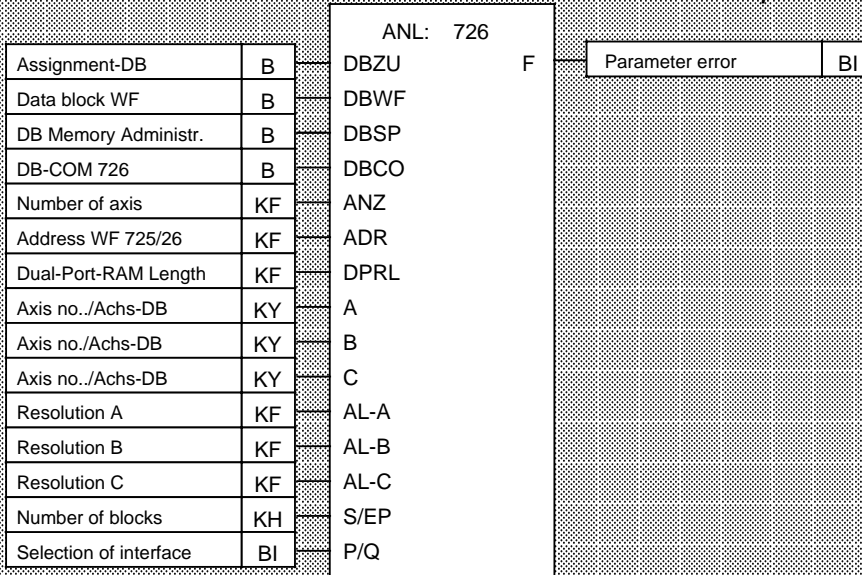 ANL: 726
Assignment-DB B DBZU F Parameter error BI
Data block WF B DBWF
DB Memory Administr. B DBSP
DB-COM 726 B DBCO
Number of axis KF ANZ
Address WF 725/26 KF ADR
Dual-Port-RAM Length KF DPRL
Axis no../Achs-DB KY A
Axis no./Achs-DB KY B
Axis no../Achs-DB KY C
Resolution A KF AL-A
Resolution B KF AL-B
Resolution C KF AL-C
Number of blocks KH S/EP
Selection of interface BI P/Q